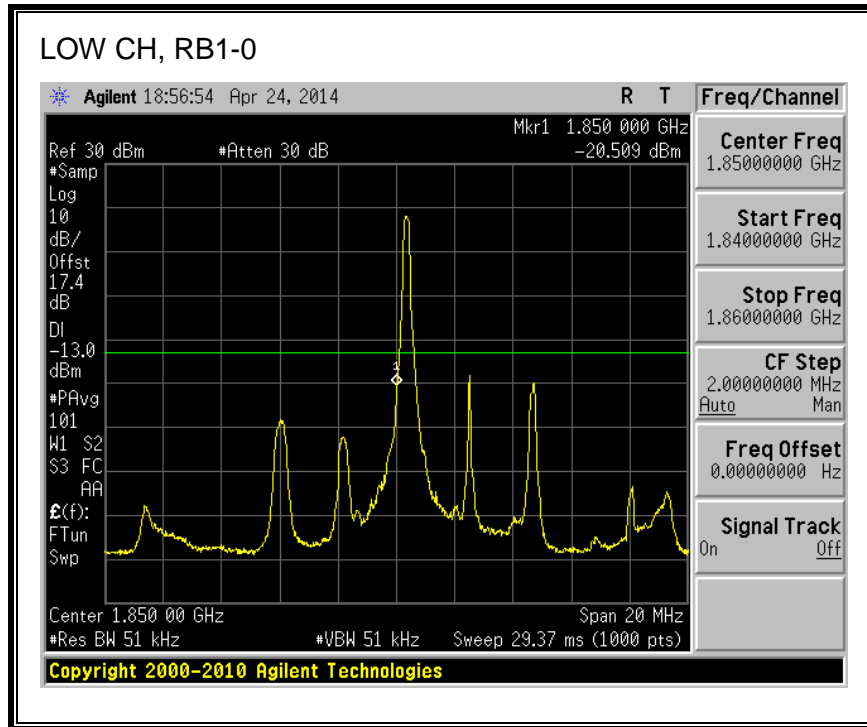 LOW CH, RB1-0
Agilent 18:56:54 Apr 24, 2014 R T
Freq/Channel
Mkr1 1.850 000 GHz
Ref 30 dBm #Atten 30 dB -20.509 dBm
#Samp
Log
10
dB/
Offst
17.4
dB
DI
-13.0
dBm
#PAvg
101
W1 S2
S3 FC
AA
£(f):
FTun
Swp
1
Center 1.850 00 GHz Span 20 MHz
#Res BW 51 kHz #VBW 51 kHz Sweep 29.37 ms (1000 pts)
Center Freq
1.85000000 GHz
Start Freq
1.84000000 GHz
Stop Freq
1.86000000 GHz
CF Step
2.00000000 MHz
Auto Man
Freq Offset
0.00000000 Hz
Signal Track
On Off
Copyright 2000-2010 Agilent Technologies